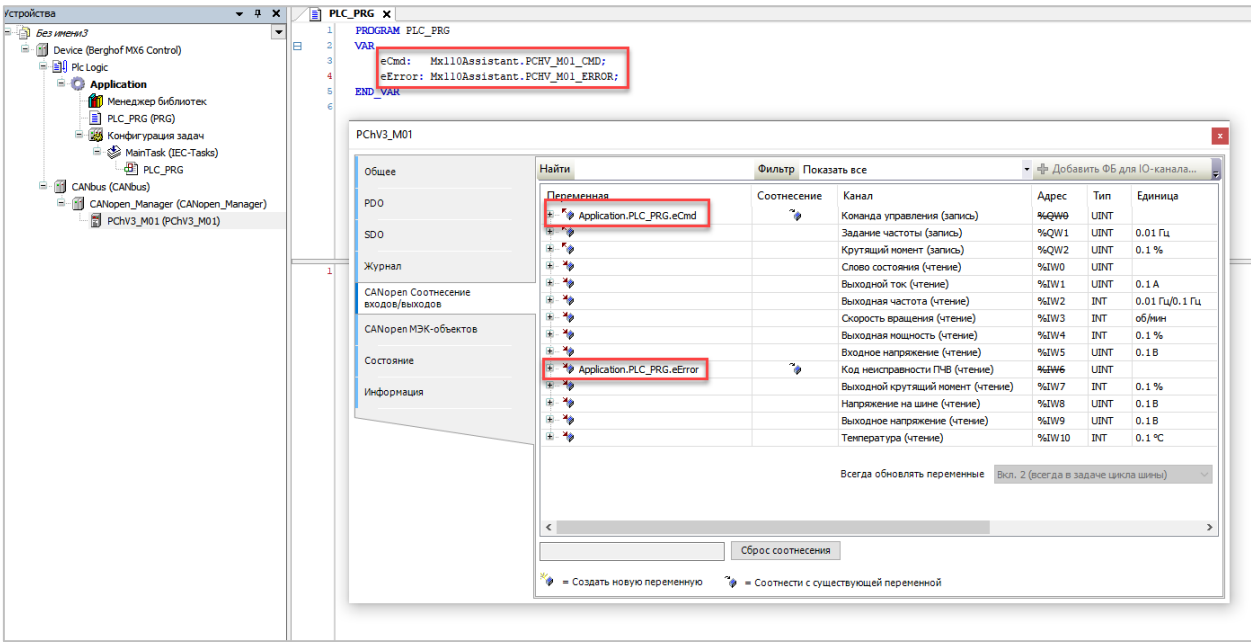 Устройства
Без имени3
Device (Berghof MX6 Control)
Plc Logic
Application
Менеджер библиотек
PLC_PRG (PRG)
Конфигурация задач
MainTask (IEC-Tasks)
PLC_PRG
CANbus (CANbus)
CANopen_Manager (CANopen_Manager)
PChV3_M01 (PChV3_M01)
PLC_PRG
1 PROGRAM PLC_PRG
2 VAR
3 eCmd: Mx110Assistant.PCHV_M01_CMD;
4 eError: Mx110Assistant.PCHV_M01_ERROR;
5 END_VAR
6
1
PChV3_M01
Общее
PDO
SDO
Журнал
CANopen Соотнесение
входов/выходов
CANopen МЭК-объектов
Состояние
Информация
Найти Фильтр Показать все Добавить ФБ для IO-канала...
Переменная Соотнесение Канал Адрес Тип Единица
Application.PLC_PRG.eCmd Команда управления (запись) %QW0 UINT
Задание частоты (запись) %QW1 UINT 0.01 Гц
Крутящий момент (запись) %QW2 UINT 0.1 %
Слово состояния (чтение) %IW0 UINT
Выходной ток (чтение) %IW1 UINT 0.1 A
Выходная частота (чтение) %IW2 INT 0.01 Гц/0.1 Гц
Скорость вращения (чтение) %IW3 INT об/мин
Выходная мощность (чтение) %IW4 INT 0.1 %
Входное напряжение (чтение) %IW5 UINT 0.1 В
Application.PLC_PRG.eError Код неисправности ПЧВ (чтение) %IW6 UINT
Выходной крутящий момент (чтение) %IW7 INT 0.1 %
Напряжение на шине (чтение) %IW8 UINT 0.1 В
Выходное напряжение (чтение) %IW9 UINT 0.1 В
Температура (чтение) %IW10 INT 0.1 °C
Всегда обновлять переменные Вкл. 2 (всегда в задаче цикла шины)
Сброс соотнесения
= Создать новую переменную = Соотнести с существующей переменной